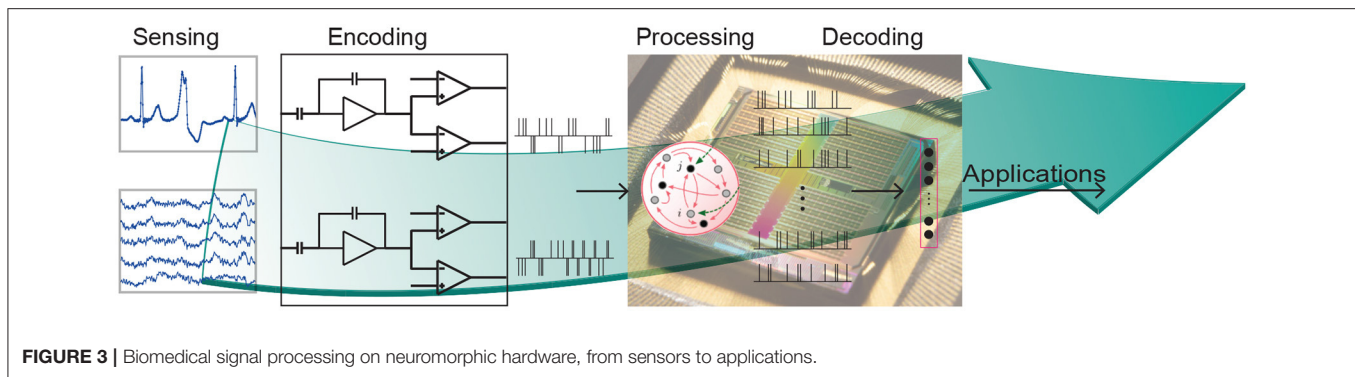 Sensing
Encoding
Processing
Decoding
j
i
Applications
FIGURE 3 | Biomedical signal processing on neuromorphic hardware, from sensors to applications.